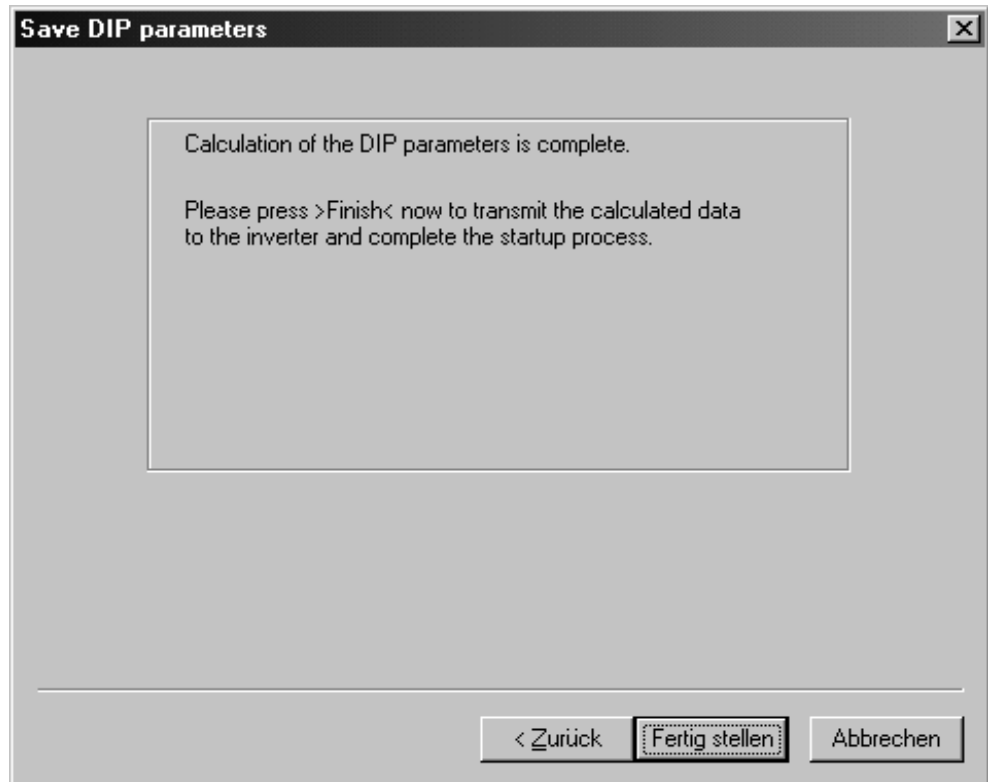 Save DIP parameters
Calculation of the DIP parameters is complete.
Please press >Finish< now to transmit the calculated data
to the inverter and complete the startup process.
< Zurück
Fertig stellen
Abbrechen